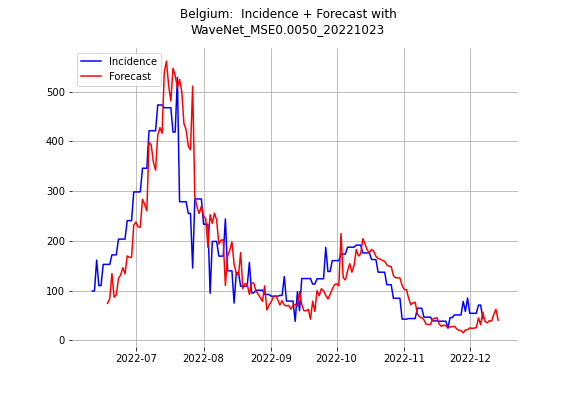 Belgium: Incidence + Forecast with
WaveNet_MSE0.0050_20221023
Incidence
Forecast
500
400
300
200
100
0
2022-07 2022-08 2022-09 2022-10 2022-11 2022-12